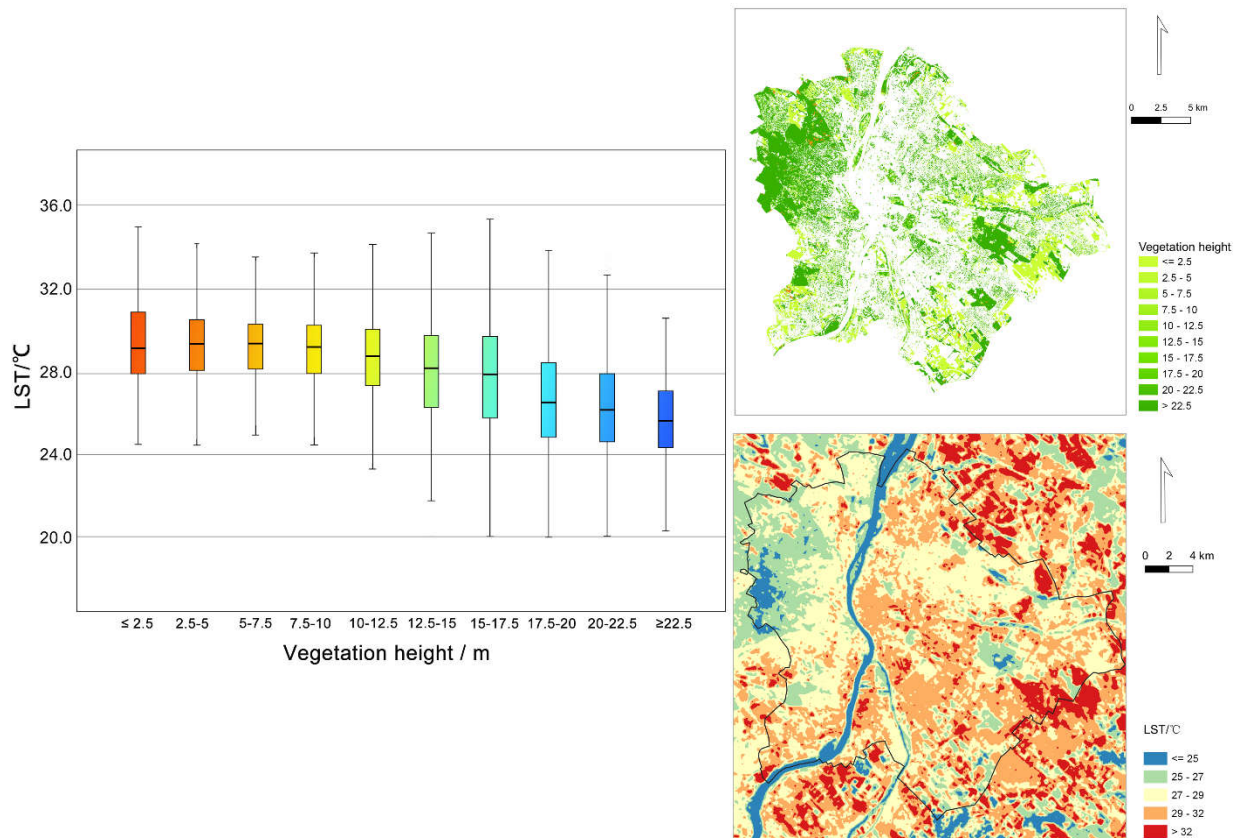 36.0
32.0
28.0
24.0
20.0
LST/℃
≤ 2.5
2.5-5
5-7.5
7.5-10
10-12.5
12.5-15
15-17.5
17.5-20
20-22.5
≥22.5
Vegetation height / m
0 2.5 5 km
Vegetation height
<= 2.5
2.5 - 5
5 - 7.5
7.5 - 10
10 - 12.5
12.5 - 15
15 - 17.5
17.5 - 20
20 - 22.5
> 22.5
0 2 4 km
LST/℃
<= 25
25 - 27
27 - 29
29 - 32
> 32